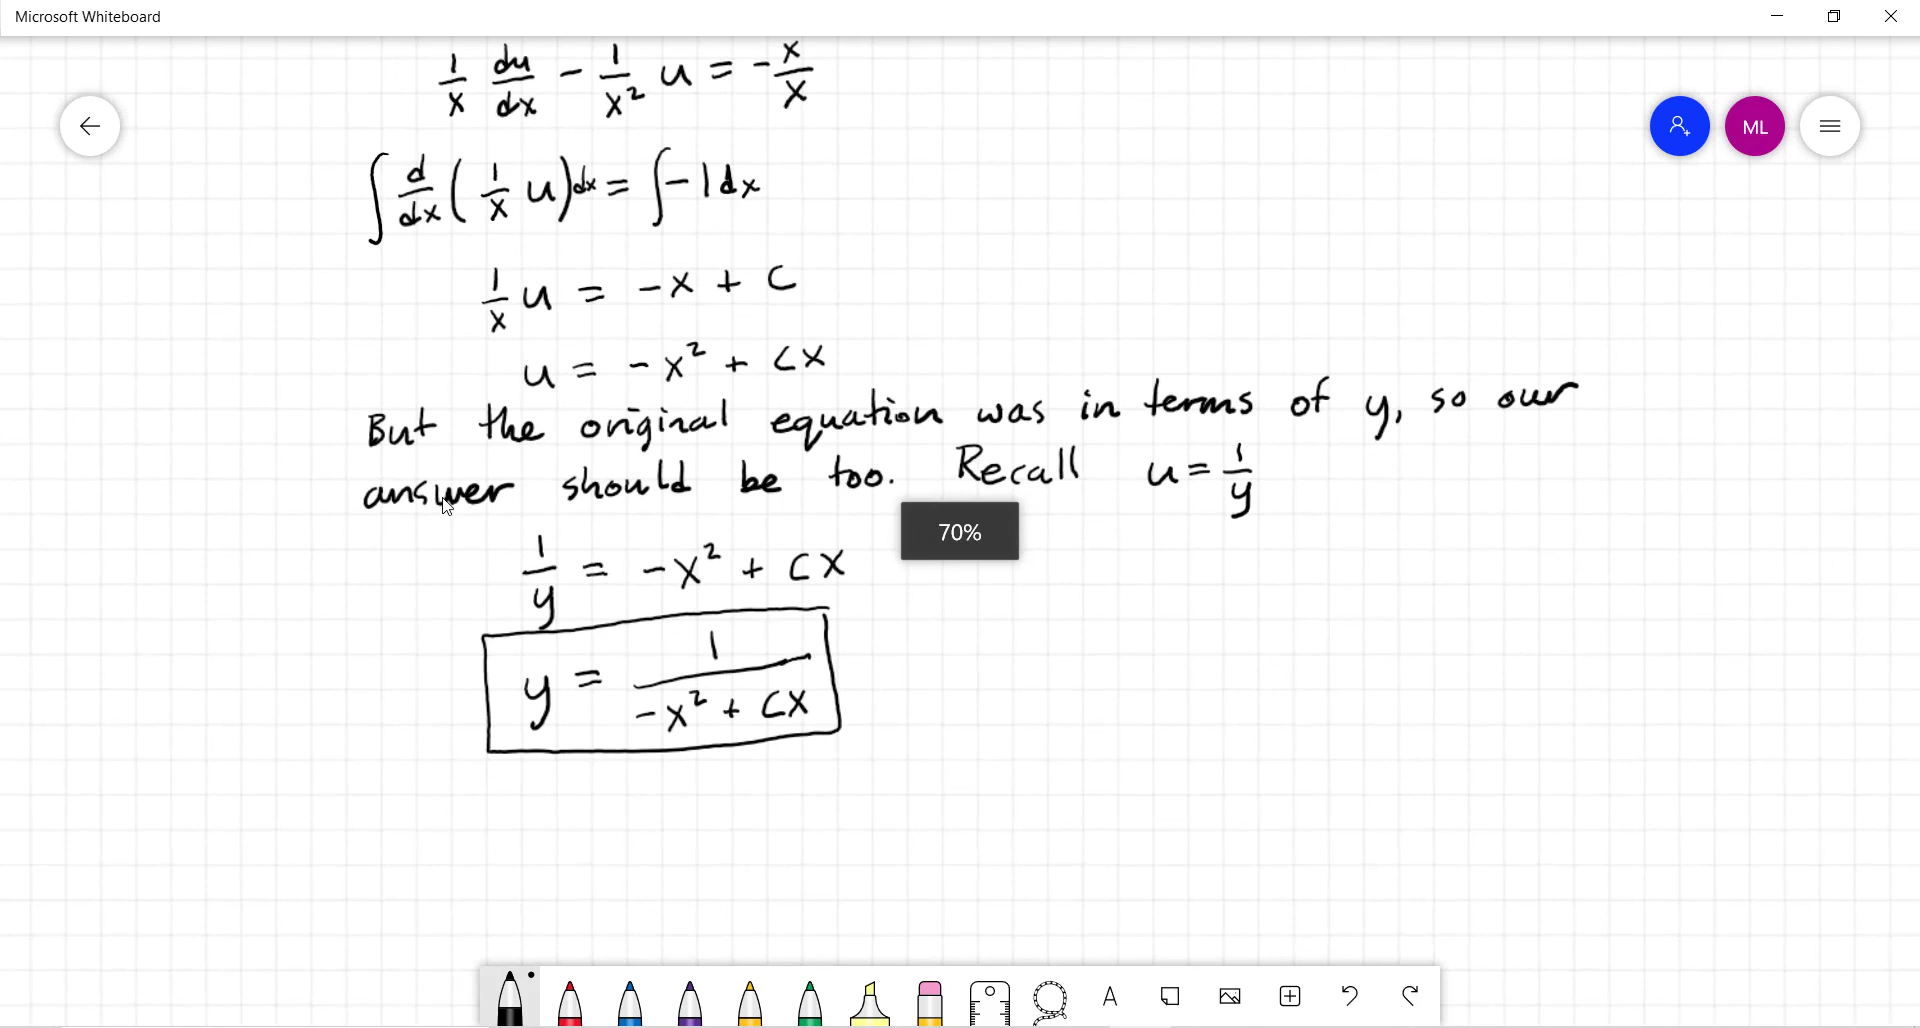 Microsoft Whiteboard
1/x du/dx - 1/x² u = - x/x
ML
∫ d/dx ( 1/x u ) dx = ∫ -1 dx
1/x u = -x + C
u = -x² + Cx
But the original equation was in terms of y, so our
answer should be too. Recall u = 1/y
70%
1/y = -x² + Cx
y = 1/(-x² + Cx)
A